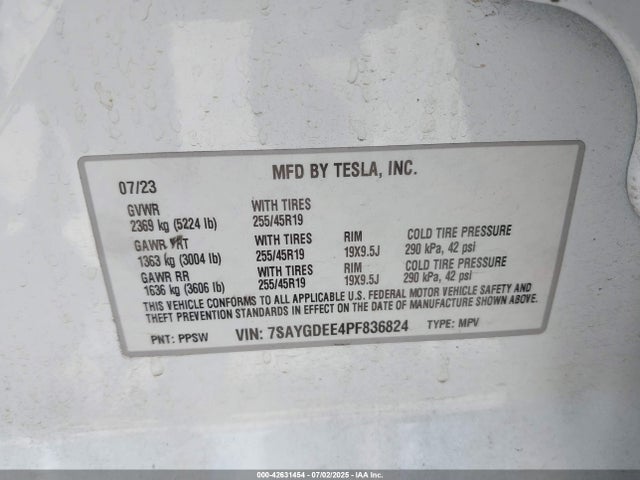 MFD BY TESLA, INC.
07/23
GVWR WITH TIRES
2369 kg (5224 lb) 255/45R19
GAWR FRT WITH TIRES RIM COLD TIRE PRESSURE
1363 kg (3004 lb) 255/45R19 19X9.5J 290 kPa, 42 psi
GAWR RR WITH TIRES RIM COLD TIRE PRESSURE
1636 kg (3606 lb) 255/45R19 19X9.5J 290 kPa, 42 psi
THIS VEHICLE CONFORMS TO ALL APPLICABLE U.S. FEDERAL MOTOR VEHICLE SAFETY AND
THEFT PREVENTION STANDARDS IN EFFECT ON THE DATE OF MANUFACTURE SHOWN ABOVE.
PNT: PPSW VIN: 7SAYGDEE4PF836824 TYPE: MPV
000-42631454 | 07/02/2025 - IAA Inc.